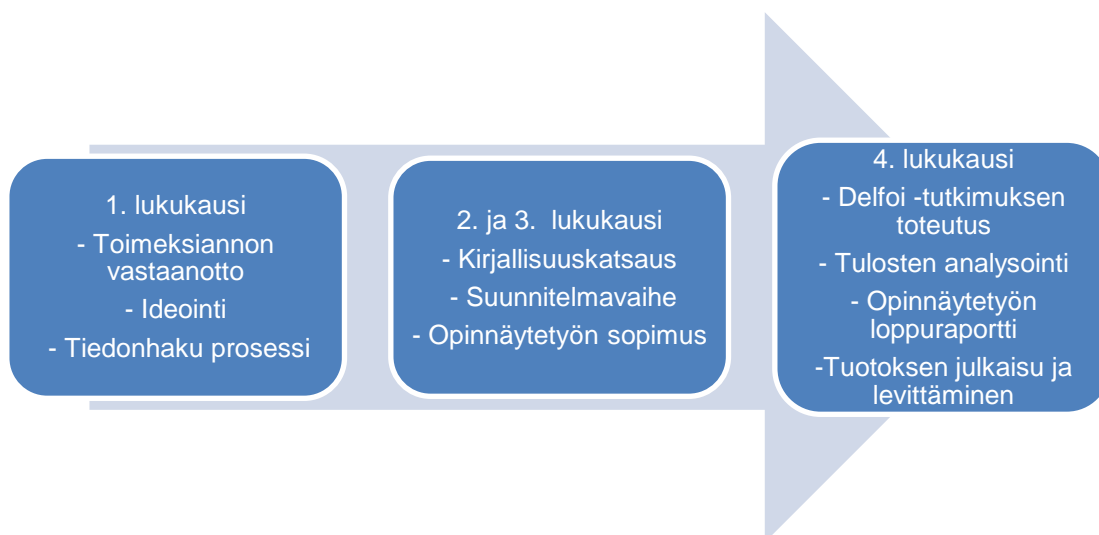 1. lukukausi
- Toimeksiannon
vastaanotto
- Ideointi
- Tiedonhaku prosessi
2. ja 3. lukukausi
- Kirjallisuuskatsaus
- Suunnitelmavaihe
- Opinnäytetyön sopimus
4. lukukausi
- Delfoi -tutkimuksen
toteutus
- Tulosten analysointi
- Opinnäytetyön
loppuraportti
-Tuotoksen julkaisu ja
levittäminen